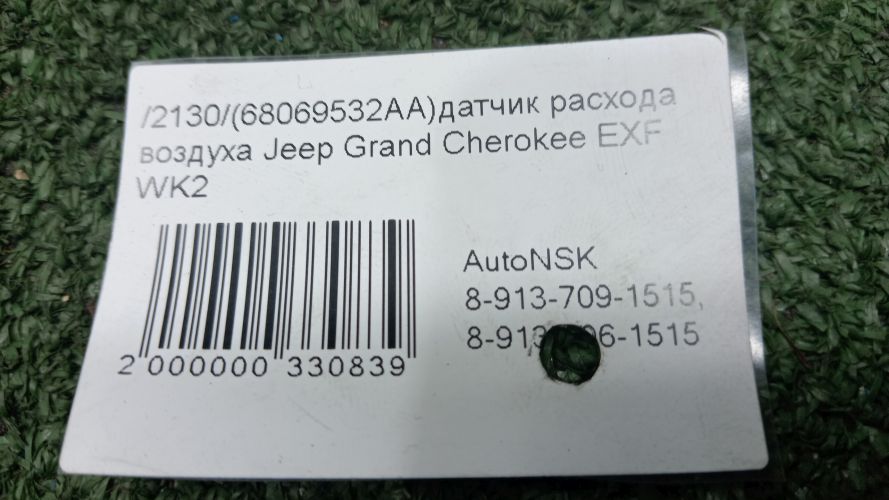 /2130/(68069532AA)датчик расхода
воздуха Jeep Grand Cherokee EXF
WK2
AutoNSK
8-913-709-1515,
2 000000 330839